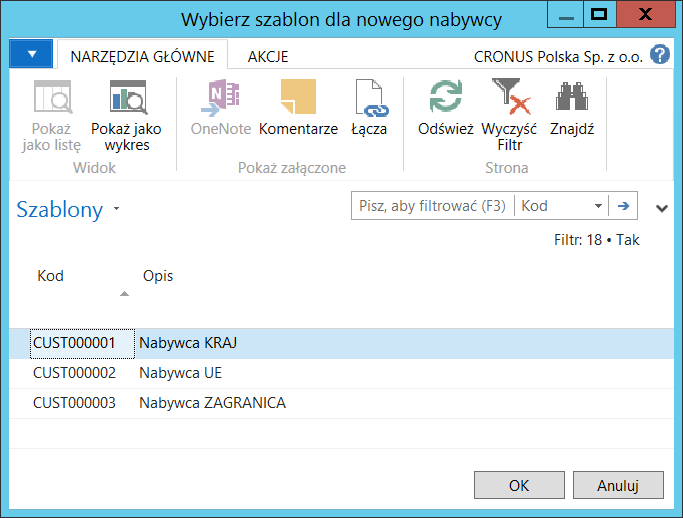 Wybierz szablon dla nowego nabywcy
NARZĘDZIA GŁÓWNE
AKCJE
CRONUS Polska Sp. z o.o.
Pokaż jako listę
Pokaż jako wykres
OneNote
Komentarze
Łącza
Odśwież
Wyczyść Filtr
Znajdź
Widok
Pokaż załączone
Strona
Szablony
Pisz, aby filtrować (F3)
Kod
Filtr: 18 • Tak
Kod Opis
CUST000001 Nabywca KRAJ
CUST000002 Nabywca UE
CUST000003 Nabywca ZAGRANICA
OK
Anuluj